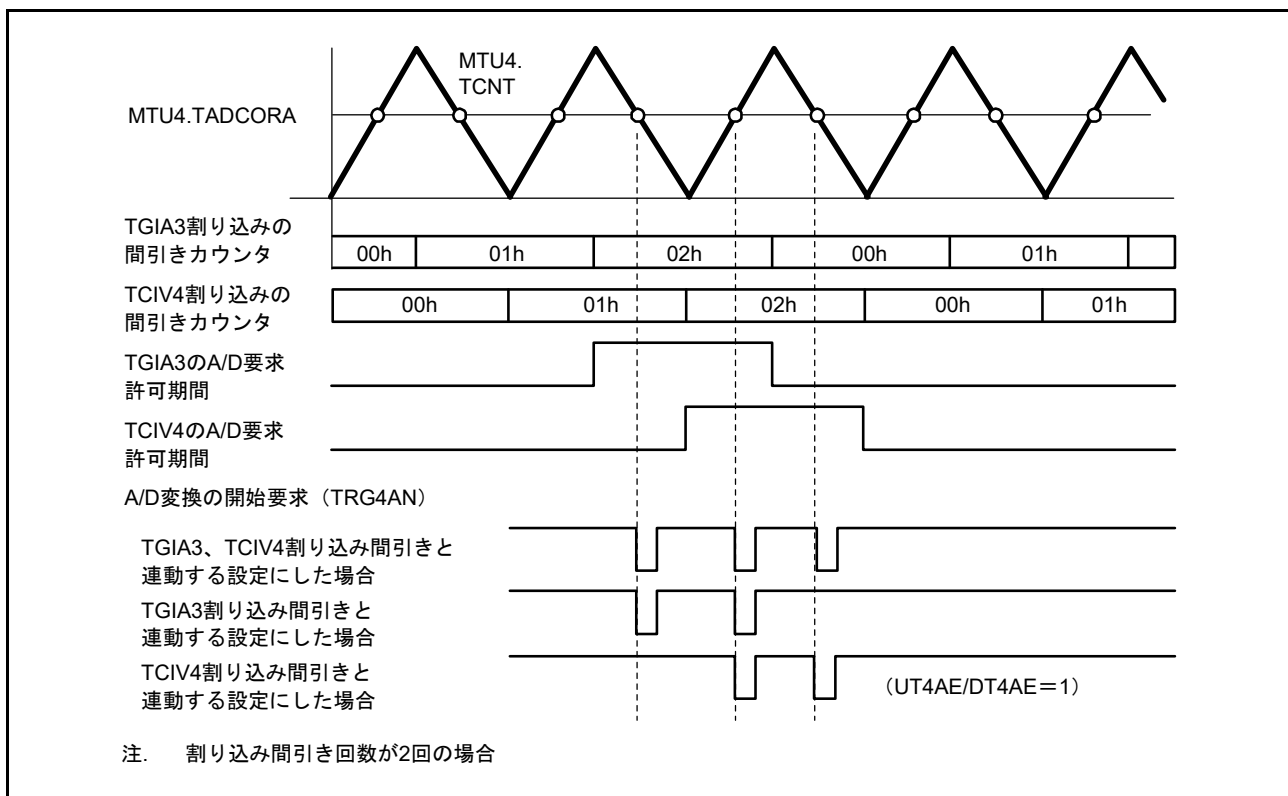 MTU4.
TCNT
MTU4.TADCORA
TGIA3割り込みの
間引きカウンタ
00h 01h 02h 00h 01h
TCIV4割り込みの
間引きカウンタ
00h 01h 02h 00h 01h
TGIA3のA/D要求
許可期間
TCIV4のA/D要求
許可期間
A/D変換の開始要求（TRG4AN）
TGIA3、TCIV4割り込み間引きと
連動する設定にした場合
TGIA3割り込み間引きと
連動する設定にした場合
TCIV4割り込み間引きと
連動する設定にした場合
（UT4AE/DT4AE＝1）
注. 割り込み間引き回数が2回の場合